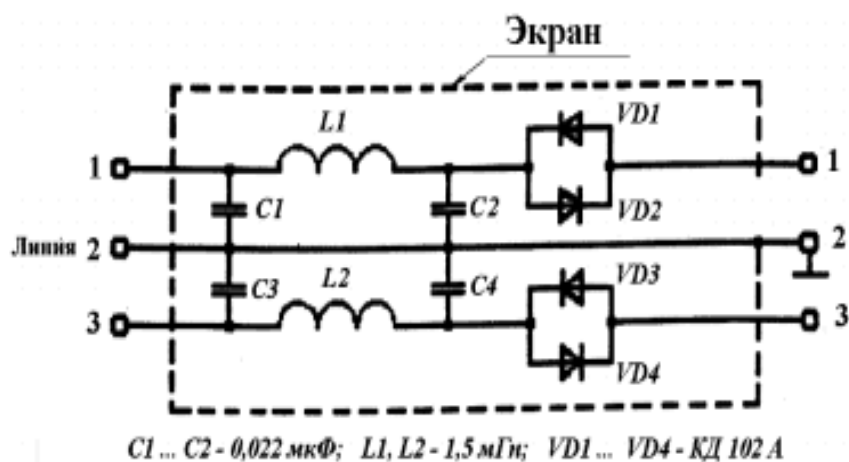 Экран
L1
VD1
1
1
C1
C2
VD2
Линія 2
2
C3
L2
C4
VD3
3
3
VD4
C1 ... C2 - 0,022 мкФ; L1, L2 - 1,5 мГн; VD1 ... VD4 - КД 102 А